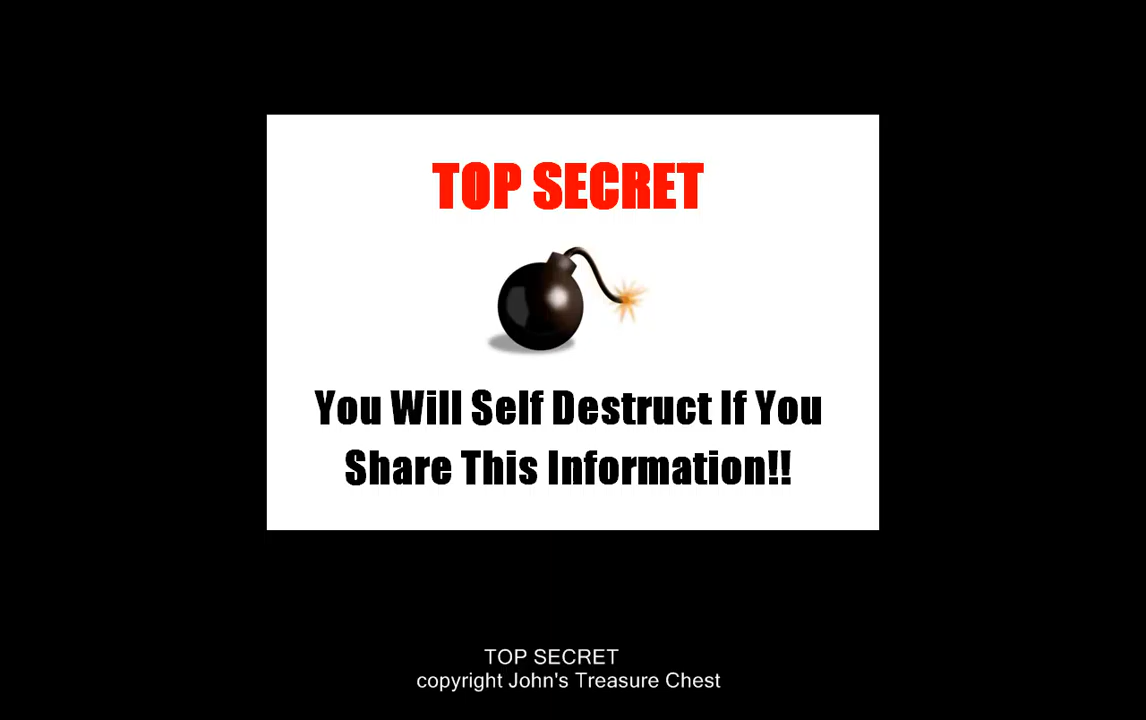 TOP SECRET
You Will Self Destruct If You
Share This Information!!
TOP SECRET
copyright John's Treasure Chest